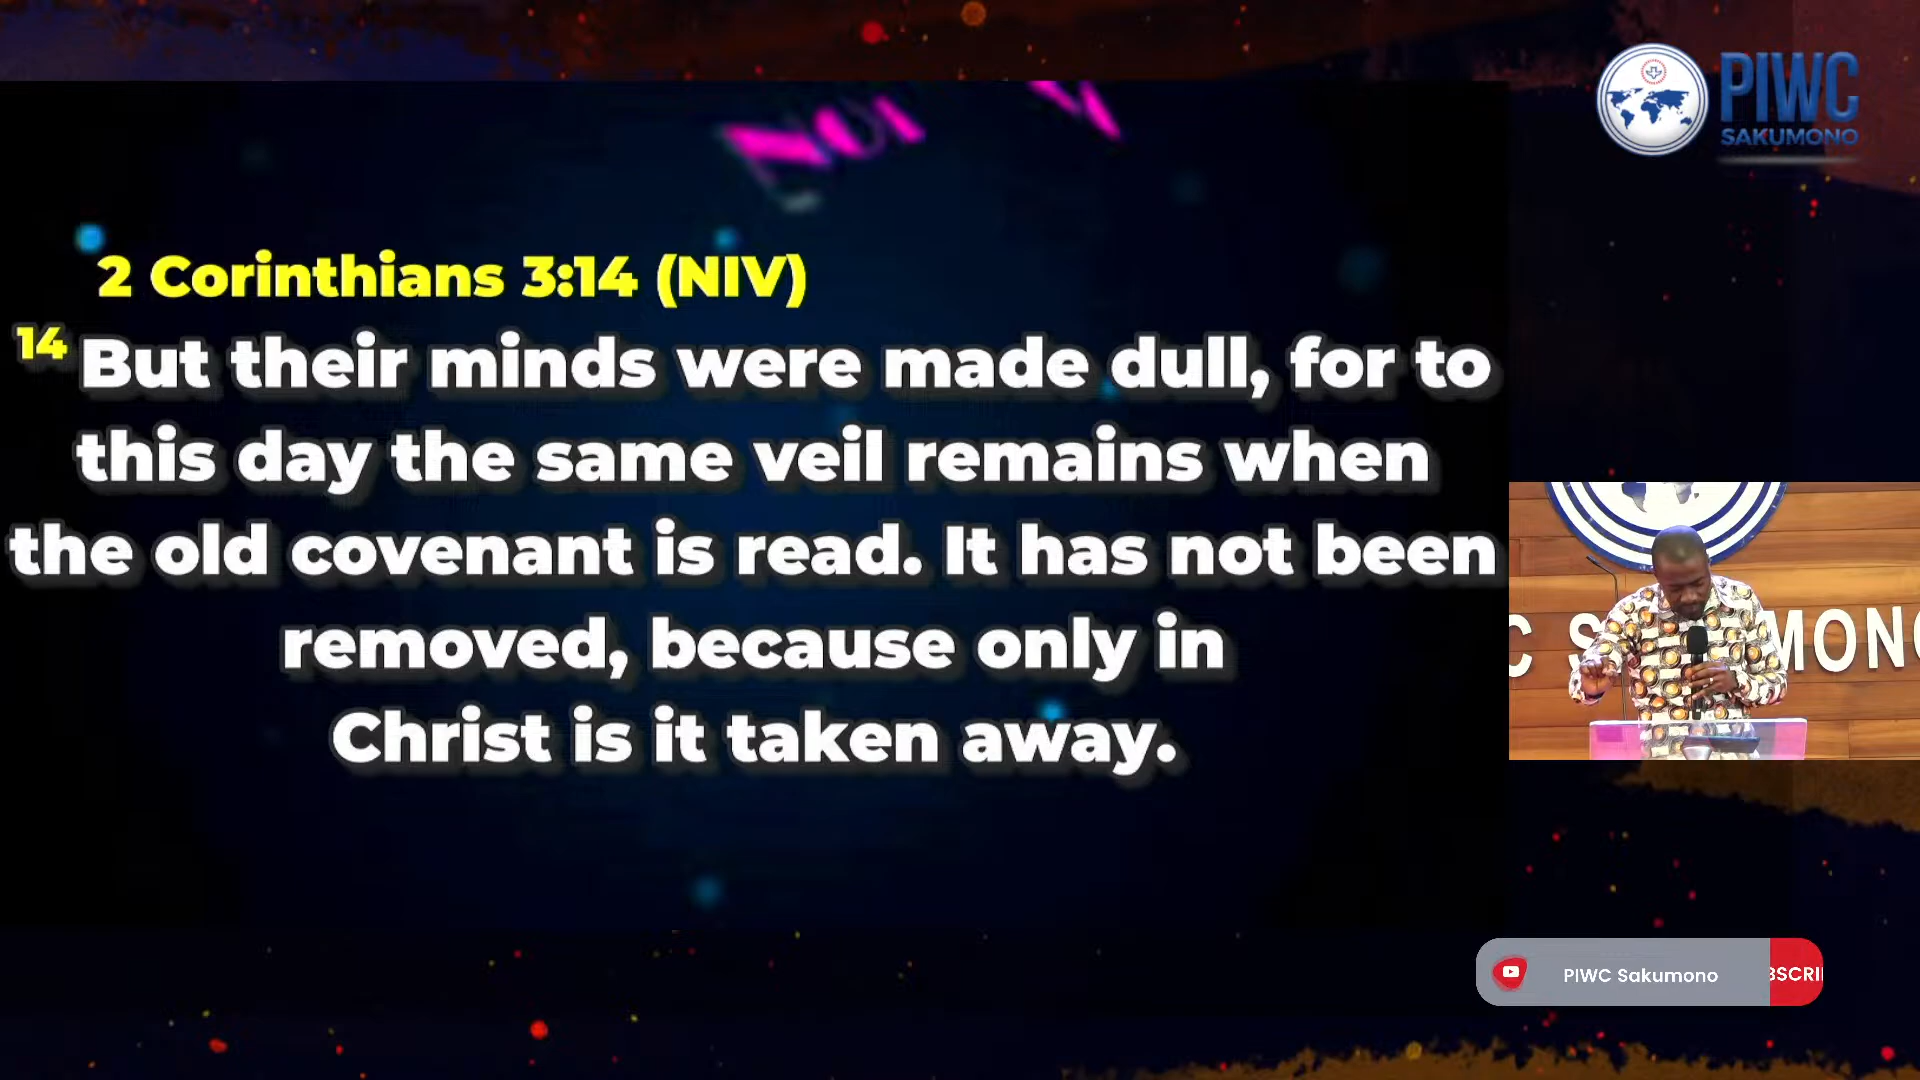 PIWC
SAKUMONO
2 Corinthians 3:14 (NIV)
14 But their minds were made dull, for to
this day the same veil remains when
the old covenant is read. It has not been
removed, because only in
Christ is it taken away.
PIWC Sakumono